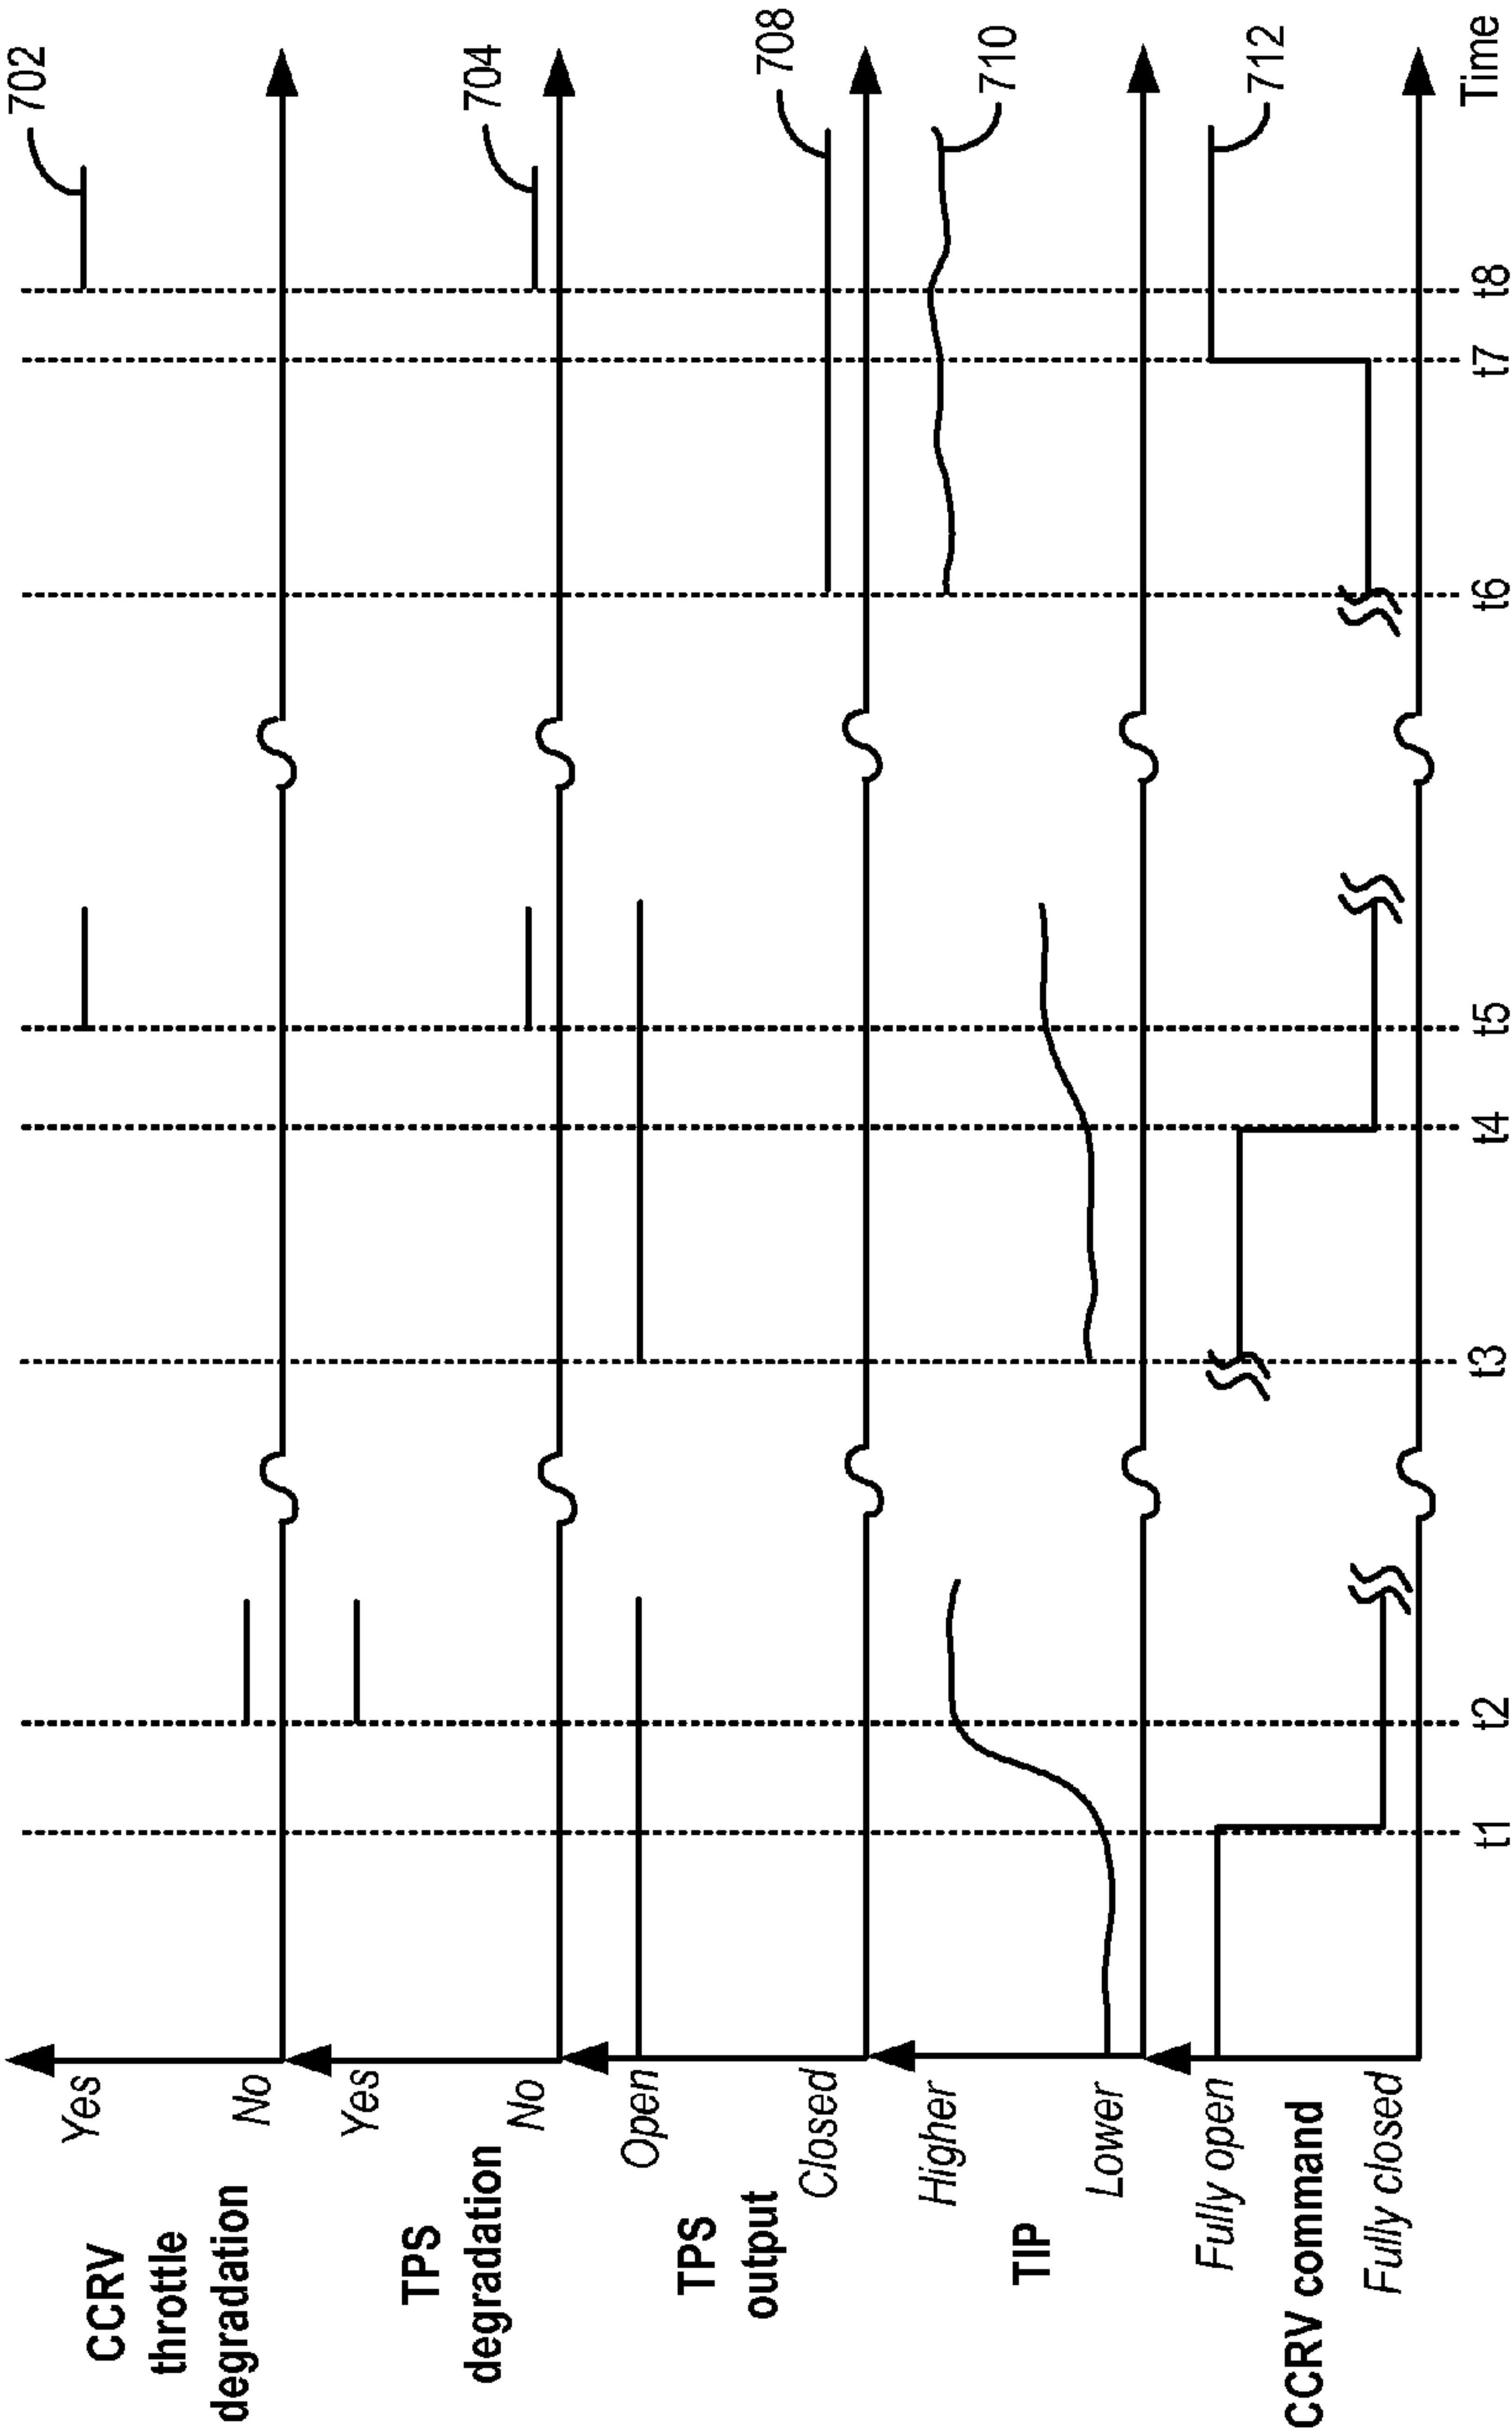 CCRV
throttle
degradation
Yes
No
702
TPS
degradation
Yes
No
704
TPS
output
Open
Closed
708
TIP
Higher
Lower
710
CCRV command
Fully open
Fully closed
712
t1 t2 t3 t4 t5 t6 t7 t8 Time